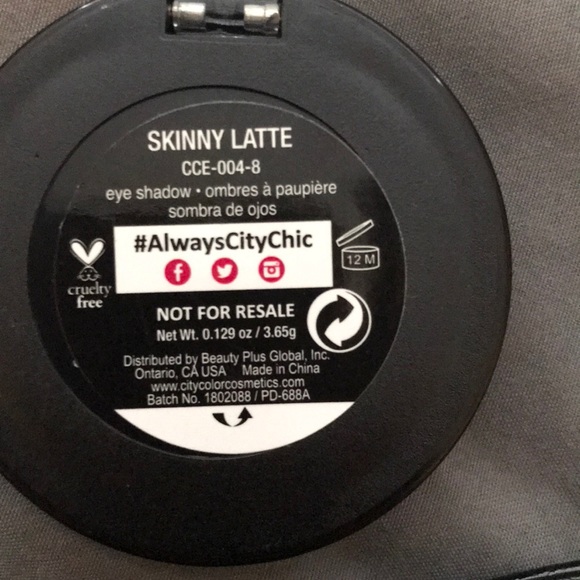 SKINNY LATTE
CCE-004-8
eye shadow • ombres à paupière
sombra de ojos
#AlwaysCityChic
cruelty
free
12 M
NOT FOR RESALE
Net Wt. 0.129 oz / 3.65g
Distributed by Beauty Plus Global, Inc.
Ontario, CA USA Made in China
www.citycolorcosmetics.com
Batch No. 1802088 / PD-688A